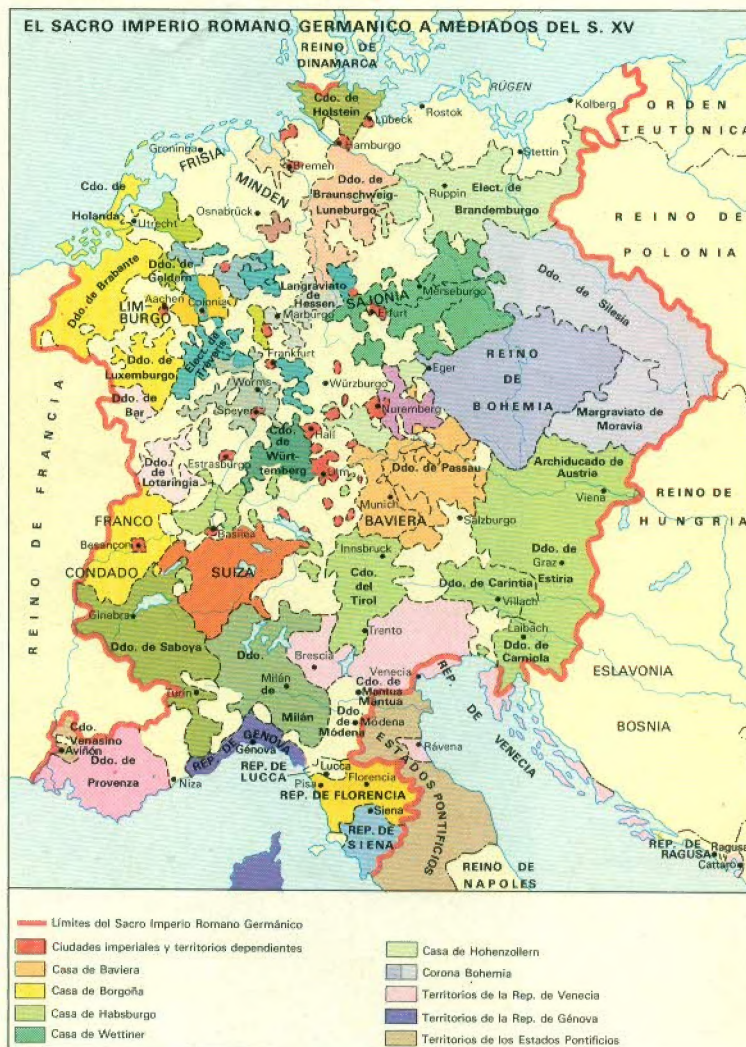 EL SACRO IMPERIO ROMANO GERMANICO A MEDIADOS DEL S. XV
REINO DE
DINAMARCA
RÜGEN
Cdo. de
Holstein
Lübeck
Rostok
Kolberg
ORDEN
TEUTONICA
Groninga
FRISIA
Hamburgo
Bremen
Stettin
MINDEN
Ddo. de
Braunschweig-
Luneburgo
Ruppin
Elect. de
Brandemburgo
Cdo. de
Holanda
Osnabrück
Utrecht
REINO DE
POLONIA
Ddo. de Brabante
Ddo. de
Geldern
Langraviato
de
Hessen
SAJONIA
Merseburgo
Ddo. de
Silesia
Aachen
Colonia
LIM-
BURGO
Marburgo
Erfurt
Elect. de
Tréveris
Ddo. de
Luxemburgo
Frankfurt
Eger
REINO
DE
BOHEMIA
Ddo. de
Bar
Worms
Würzburgo
Speyer
Nuremberg
Margraviato de
Moravia
Hall
Cdo.
de
Würt-
temberg
Ddo. de
Lotaringia
Estrasburgo
Ulm
Ddo. de Passau
Archiducado de
Austria
Viena
REINO DE FRANCIA
Munich
BAVIERA
Salzburgo
REINO DE
HUNGRIA
FRANCO
CONDADO
Besançon
Basilea
SUIZA
Innsbruck
Cdo.
del
Tirol
Graz
Ddo.
de
Estiria
Ddo. de Carintia
Villach
Ginebra
Ddo. de Saboya
Trento
Laibach
Ddo. de
Carniola
Ddo.
de
Milán
Brescia
Milán
Venecia
ESLAVONIA
Turín
Cdo. de
Mantua
Mantua
REP. DE VENECIA
BOSNIA
Cdo.
Venasino
Aviñón
Ddo.
de
Módena
Módena
Ddo. de
Provenza
REP. DE GENOVA
Génova
Rávena
ESTADOS PONTIFICIOS
Niza
REP. DE
LUCCA
Lucca
Pisa
Florencia
REP. DE FLORENCIA
Siena
REP.
DE
SIENA
REINO DE
NAPOLES
REP. DE
RAGUSA
Ragusa
Cattaro
Límites del Sacro Imperio Romano Germánico
Ciudades imperiales y territorios dependientes
Casa de Baviera
Casa de Borgoña
Casa de Habsburgo
Casa de Wettiner
Casa de Hohenzollern
Corona Bohemia
Territorios de la Rep. de Venecia
Territorios de la Rep. de Génova
Territorios de los Estados Pontificios